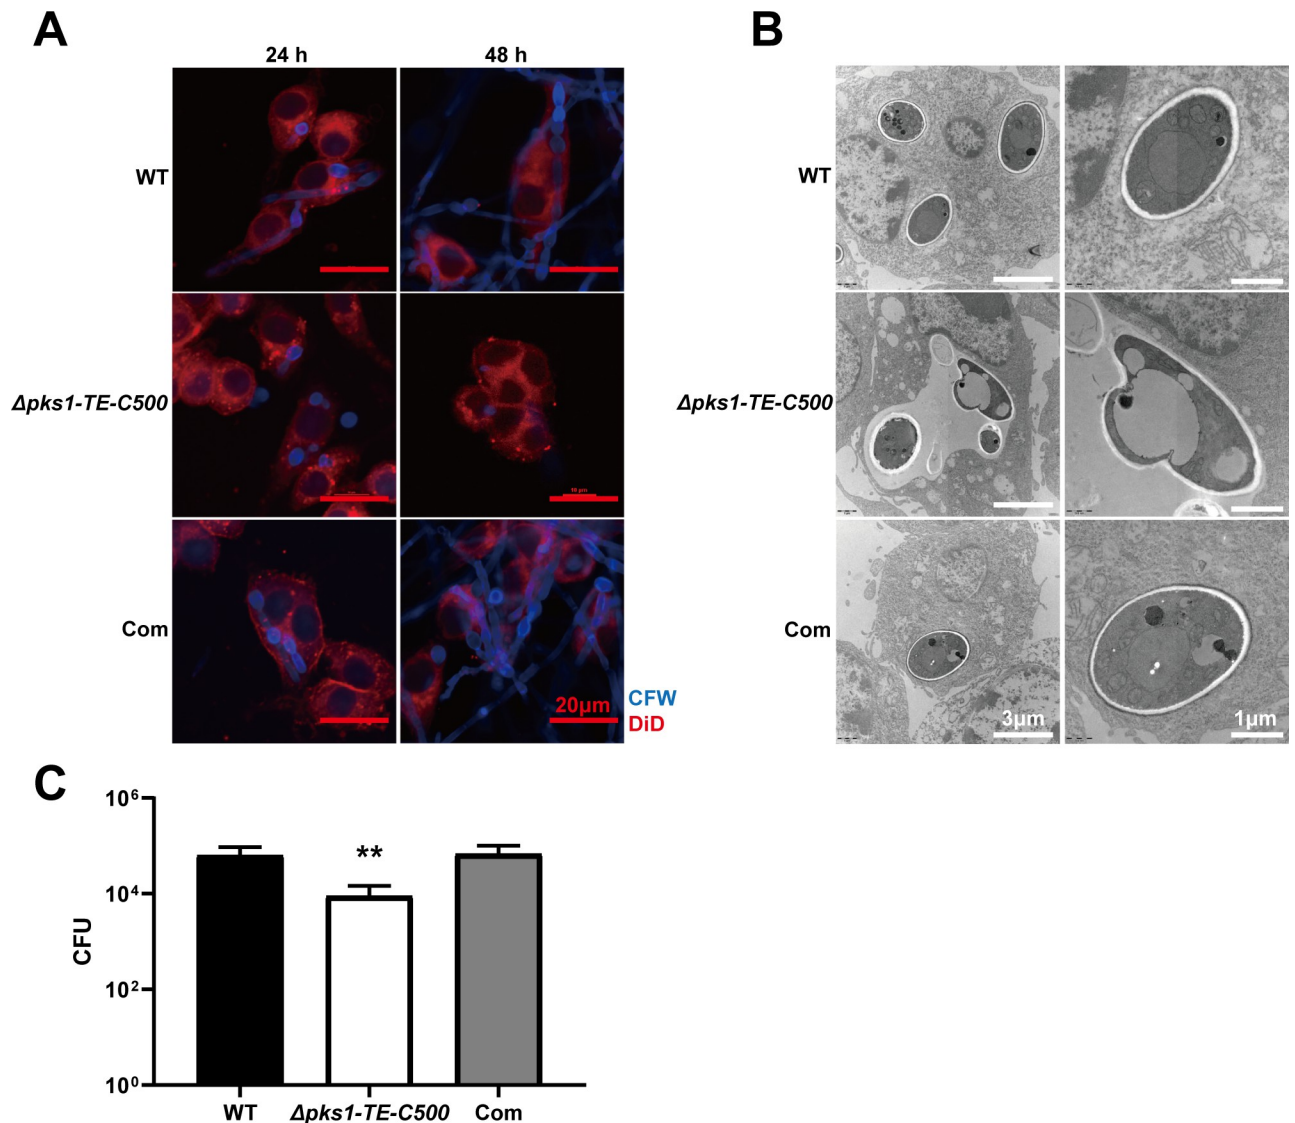 A
B
24 h
48 h
WT
WT
Δpks1-TE-C500
Δpks1-TE-C500
Com
20μm
CFW
DiD
Com
3μm
1μm
C
10⁶
10⁴
10²
10⁰
CFU
**
WT
Δpks1-TE-C500
Com